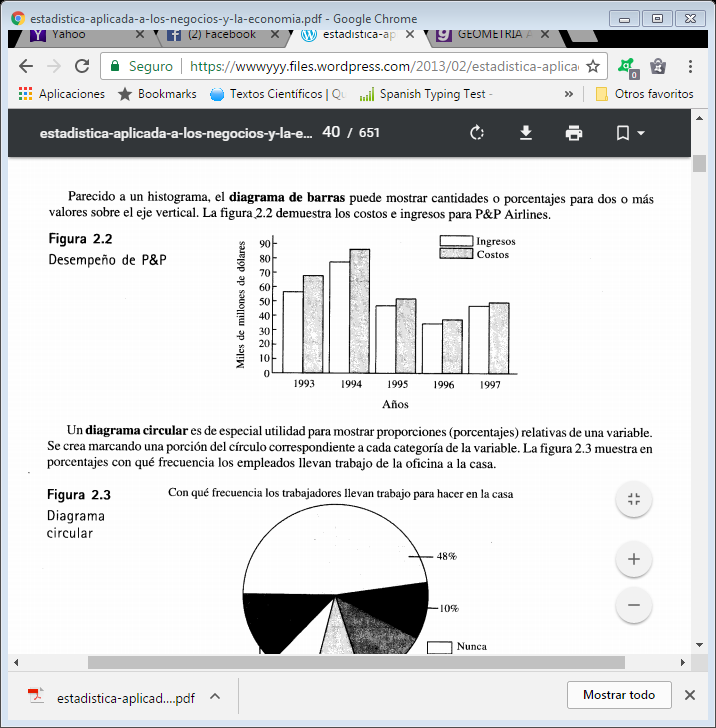 estadistica-aplicada-a-los-negocios-y-la-economia.pdf - Google Chrome
Yahoo
(2) Facebook
estadistica-ap
GEOMETRIA A
Seguro
https://wwwyyy.files.wordpress.com/2013/02/estadistica-aplica
0
Aplicaciones
Bookmarks
Textos Científicos | Qu
Spanish Typing Test -
»
Otros favoritos
estadistica-aplicada-a-los-negocios-y-la-e... 40 / 651
Parecido a un histograma, el diagrama de barras puede mostrar cantidades o porcentajes para dos o más
valores sobre el eje vertical. La figura 2.2 demuestra los costos e ingresos para P&P Airlines.
Figura 2.2
Desempeño de P&P
Miles de millones de dólares
90
80
70
60
50
40
30
20
10
0
Ingresos
Costos
1993 1994 1995 1996 1997
Años
Un diagrama circular es de especial utilidad para mostrar proporciones (porcentajes) relativas de una variable.
Se crea marcando una porción del círculo correspondiente a cada categoría de la variable. La figura 2.3 muestra en
porcentajes con qué frecuencia los empleados llevan trabajo de la oficina a la casa.
Figura 2.3
Diagrama
circular
Con qué frecuencia los trabajadores llevan trabajo para hacer en la casa
48%
10%
Nunca
estadistica-aplicad....pdf
Mostrar todo